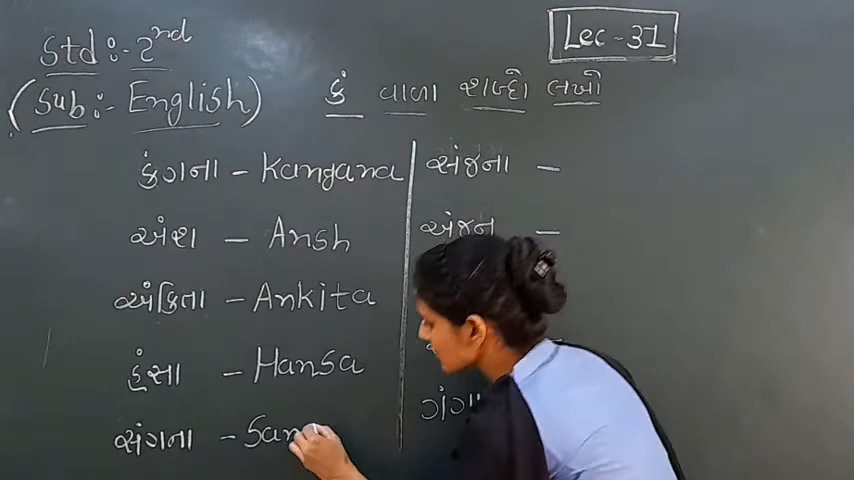 Std :- 2nd
Lec - 31
(Sub :- English)
કં વાળા શબ્દો લખો
કંગના - Kangana
અંશ - Ansh
અંકિતા - Ankita
હંસા - Hansa
સંગના - San
અંજના -
અંજન -
ગંગા